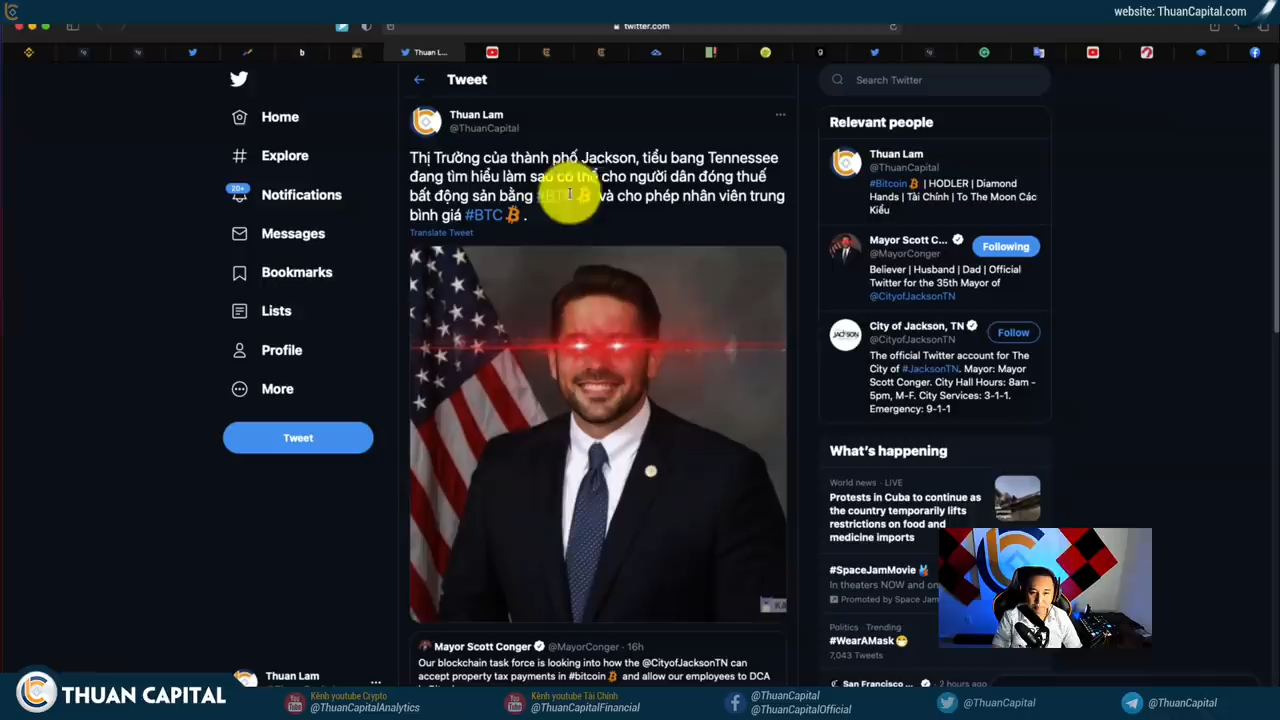 website: ThuanCapital.com
twitter.com
Thuan L...
Home
Explore
20+
Notifications
Messages
Bookmarks
Lists
Profile
More
Tweet
Thuan Lam
Tweet
Thuan Lam
@ThuanCapital
Thị Trưởng của thành phố Jackson, tiểu bang Tennessee
đang tìm hiểu làm sao có thể cho người dân đóng thuế
bất động sản bằng #BTC và cho phép nhân viên trung
bình giá #BTC .
Translate Tweet
Mayor Scott Conger @MayorConger · 16h
Our blockchain task force is looking into how the @CityofJacksonTN can
accept property tax payments in #bitcoin and allow our employees to DCA
Search Twitter
Relevant people
Thuan Lam
@ThuanCapital
#Bitcoin | HODLER | Diamond
Hands | Tài Chính | To The Moon Các
Kiểu
Mayor Scott C...
Following
@MayorConger
Believer | Husband | Dad | Official
Twitter for the 35th Mayor of
@CityofJacksonTN
City of Jackson, TN
Follow
@CityofJacksonTN
The official Twitter account for The
City of #JacksonTN. Mayor: Mayor
Scott Conger. City Hall Hours: 8am -
5pm, M-F. City Services: 3-1-1.
Emergency: 9-1-1
What's happening
World news · LIVE
Protests in Cuba to continue as
the country temporarily lifts
restrictions on food and
medicine imports
#SpaceJamMovie
In theaters NOW and on
Promoted by Space Jam
Politics · Trending
#WearAMask
7,043 Tweets
San Francisco ... 2 hours ago
THUAN CAPITAL
Kênh youtube Crypto
@ThuanCapitalAnalytics
Kênh youtube Tài Chính
@ThuanCapitalFinancial
@ThuanCapital
@ThuanCapitalOfficial
@ThuanCapital
@ThuanCapital